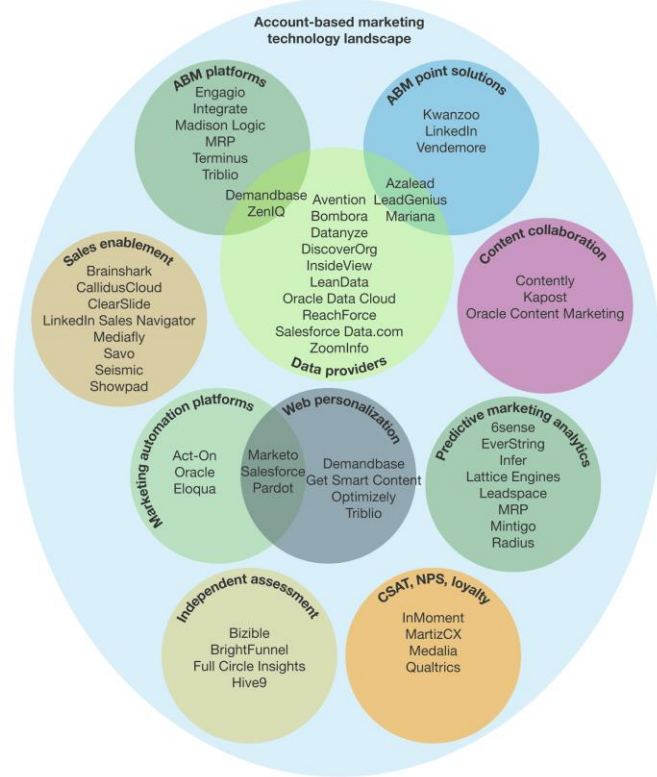 Account-based marketing
technology landscape
ABM platforms
Engagio
Integrate
Madison Logic
MRP
Terminus
Triblio
Demandbase
ZenIQ
ABM point solutions
Kwanzoo
LinkedIn
Vendemore
Azalead
LeadGenius
Mariana
Avention
Bombora
Datanyze
DiscoverOrg
InsideView
LeanData
Oracle Data Cloud
ReachForce
Salesforce Data.com
ZoomInfo
Data providers
Sales enablement
Brainshark
CallidusCloud
ClearSlide
LinkedIn Sales Navigator
Mediafly
Savo
Seismic
Showpad
Content collaboration
Contently
Kapost
Oracle Content Marketing
Marketing automation platforms
Act-On
Oracle
Eloqua
Marketo
Salesforce
Pardot
Web personalization
Demandbase
Get Smart Content
Optimizely
Triblio
Predictive marketing analytics
6sense
EverString
Infer
Lattice Engines
Leadspace
MRP
Mintigo
Radius
Independent assessment
Bizible
BrightFunnel
Full Circle Insights
Hive9
CSAT, NPS, loyalty
InMoment
MartizCX
Medalia
Qualtrics